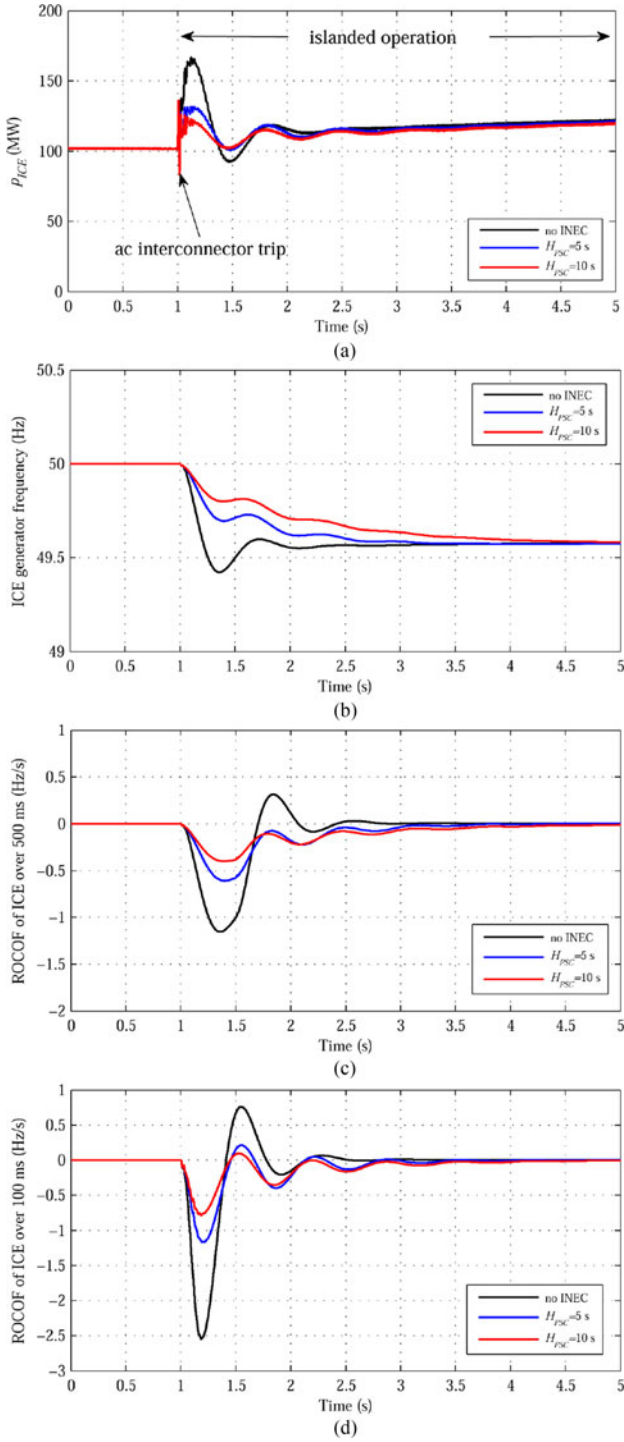 200
150
100
50
0
p_ICE (MW)
islanded operation
ac interconnector trip
no INEC
H_PSC=5 s
H_PSC=10 s
0 0.5 1 1.5 2 2.5 3 3.5 4 4.5 5
Time (s)
(a)
50.5
50
49.5
49
ICE generator frequency (Hz)
no INEC
H_PSC=5 s
H_PSC=10 s
0 0.5 1 1.5 2 2.5 3 3.5 4 4.5 5
Time (s)
(b)
1
0.5
0
-0.5
-1
-1.5
-2
ROCOF of ICE over 500 ms (Hz/s)
no INEC
H_PSC=5 s
H_PSC=10 s
0 0.5 1 1.5 2 2.5 3 3.5 4 4.5 5
Time (s)
(c)
1
0.5
0
-0.5
-1
-1.5
-2
-2.5
-3
ROCOF of ICE over 100 ms (Hz/s)
no INEC
H_PSC=5 s
H_PSC=10 s
0 0.5 1 1.5 2 2.5 3 3.5 4 4.5 5
Time (s)
(d)